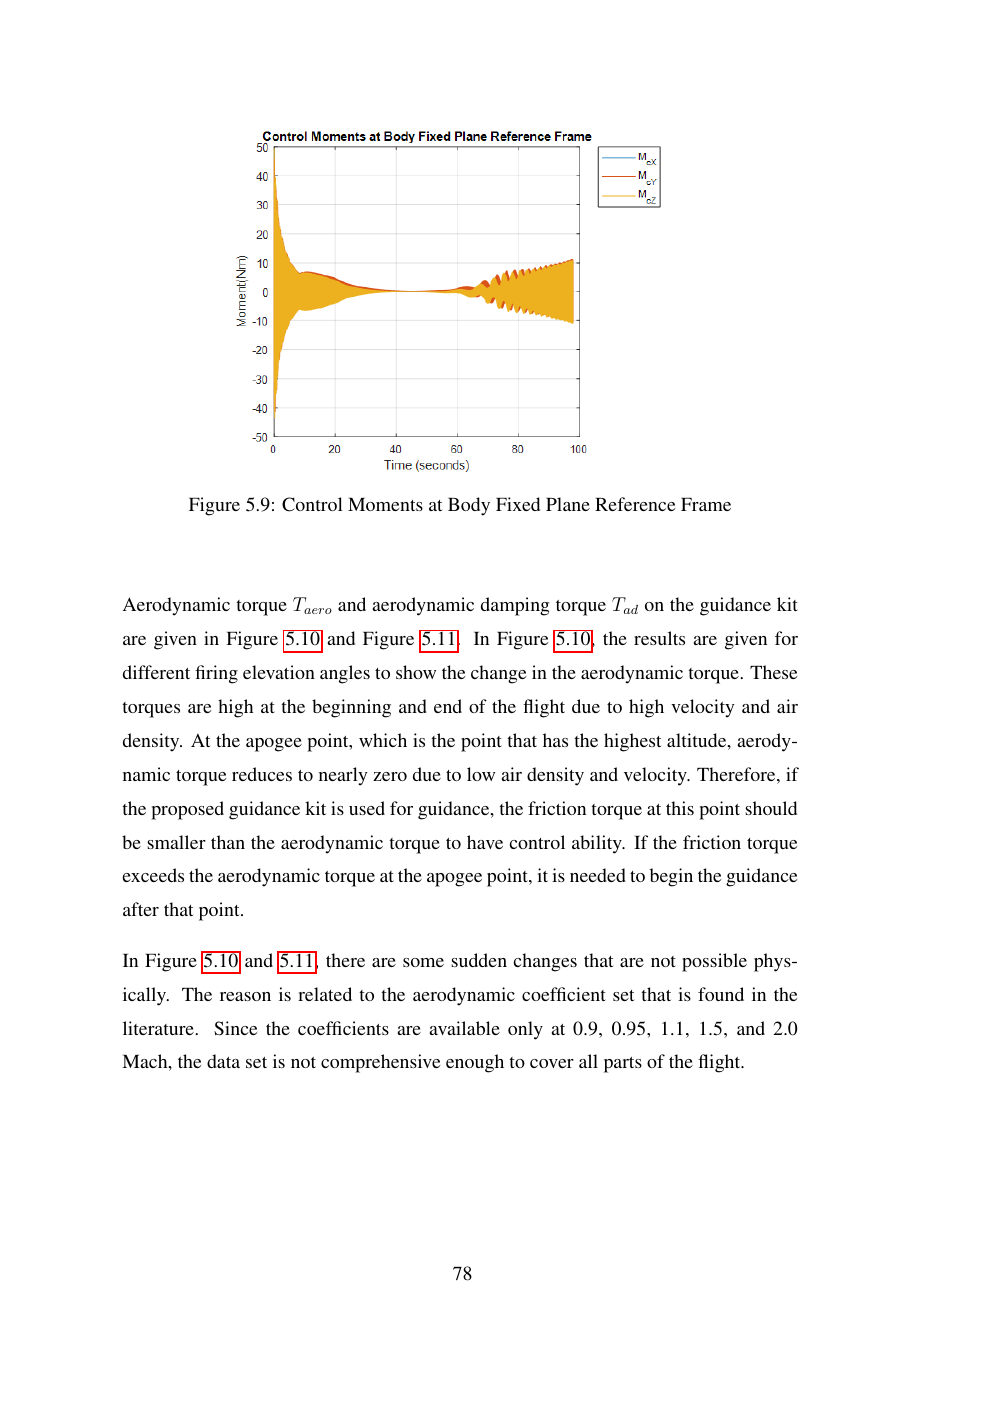 Control Moments at Body Fixed Plane Reference Frame
50
40
30
20
10
0
-10
-20
-30
-40
-50
Moment(Nm)
0 20 40 60 80 100
Time (seconds)
M_cX
M_cY
M_cZ
Figure 5.9: Control Moments at Body Fixed Plane Reference Frame
Aerodynamic torque T_aero and aerodynamic damping torque T_ad on the guidance kit
are given in Figure 5.10 and Figure 5.11. In Figure 5.10, the results are given for
different firing elevation angles to show the change in the aerodynamic torque. These
torques are high at the beginning and end of the flight due to high velocity and air
density. At the apogee point, which is the point that has the highest altitude, aerody-
namic torque reduces to nearly zero due to low air density and velocity. Therefore, if
the proposed guidance kit is used for guidance, the friction torque at this point should
be smaller than the aerodynamic torque to have control ability. If the friction torque
exceeds the aerodynamic torque at the apogee point, it is needed to begin the guidance
after that point.
In Figure 5.10 and 5.11, there are some sudden changes that are not possible phys-
ically. The reason is related to the aerodynamic coefficient set that is found in the
literature. Since the coefficients are available only at 0.9, 0.95, 1.1, 1.5, and 2.0
Mach, the data set is not comprehensive enough to cover all parts of the flight.
78